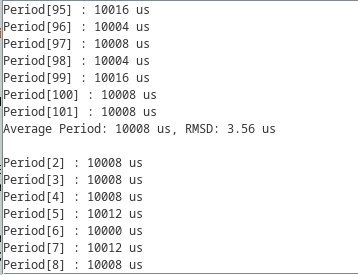 Period[95] : 10016 us
Period[96] : 10004 us
Period[97] : 10008 us
Period[98] : 10004 us
Period[99] : 10016 us
Period[100] : 10008 us
Period[101] : 10008 us
Average Period: 10008 us, RMSD: 3.56 us

Period[2] : 10008 us
Period[3] : 10008 us
Period[4] : 10008 us
Period[5] : 10012 us
Period[6] : 10000 us
Period[7] : 10012 us
Period[8] : 10008 us